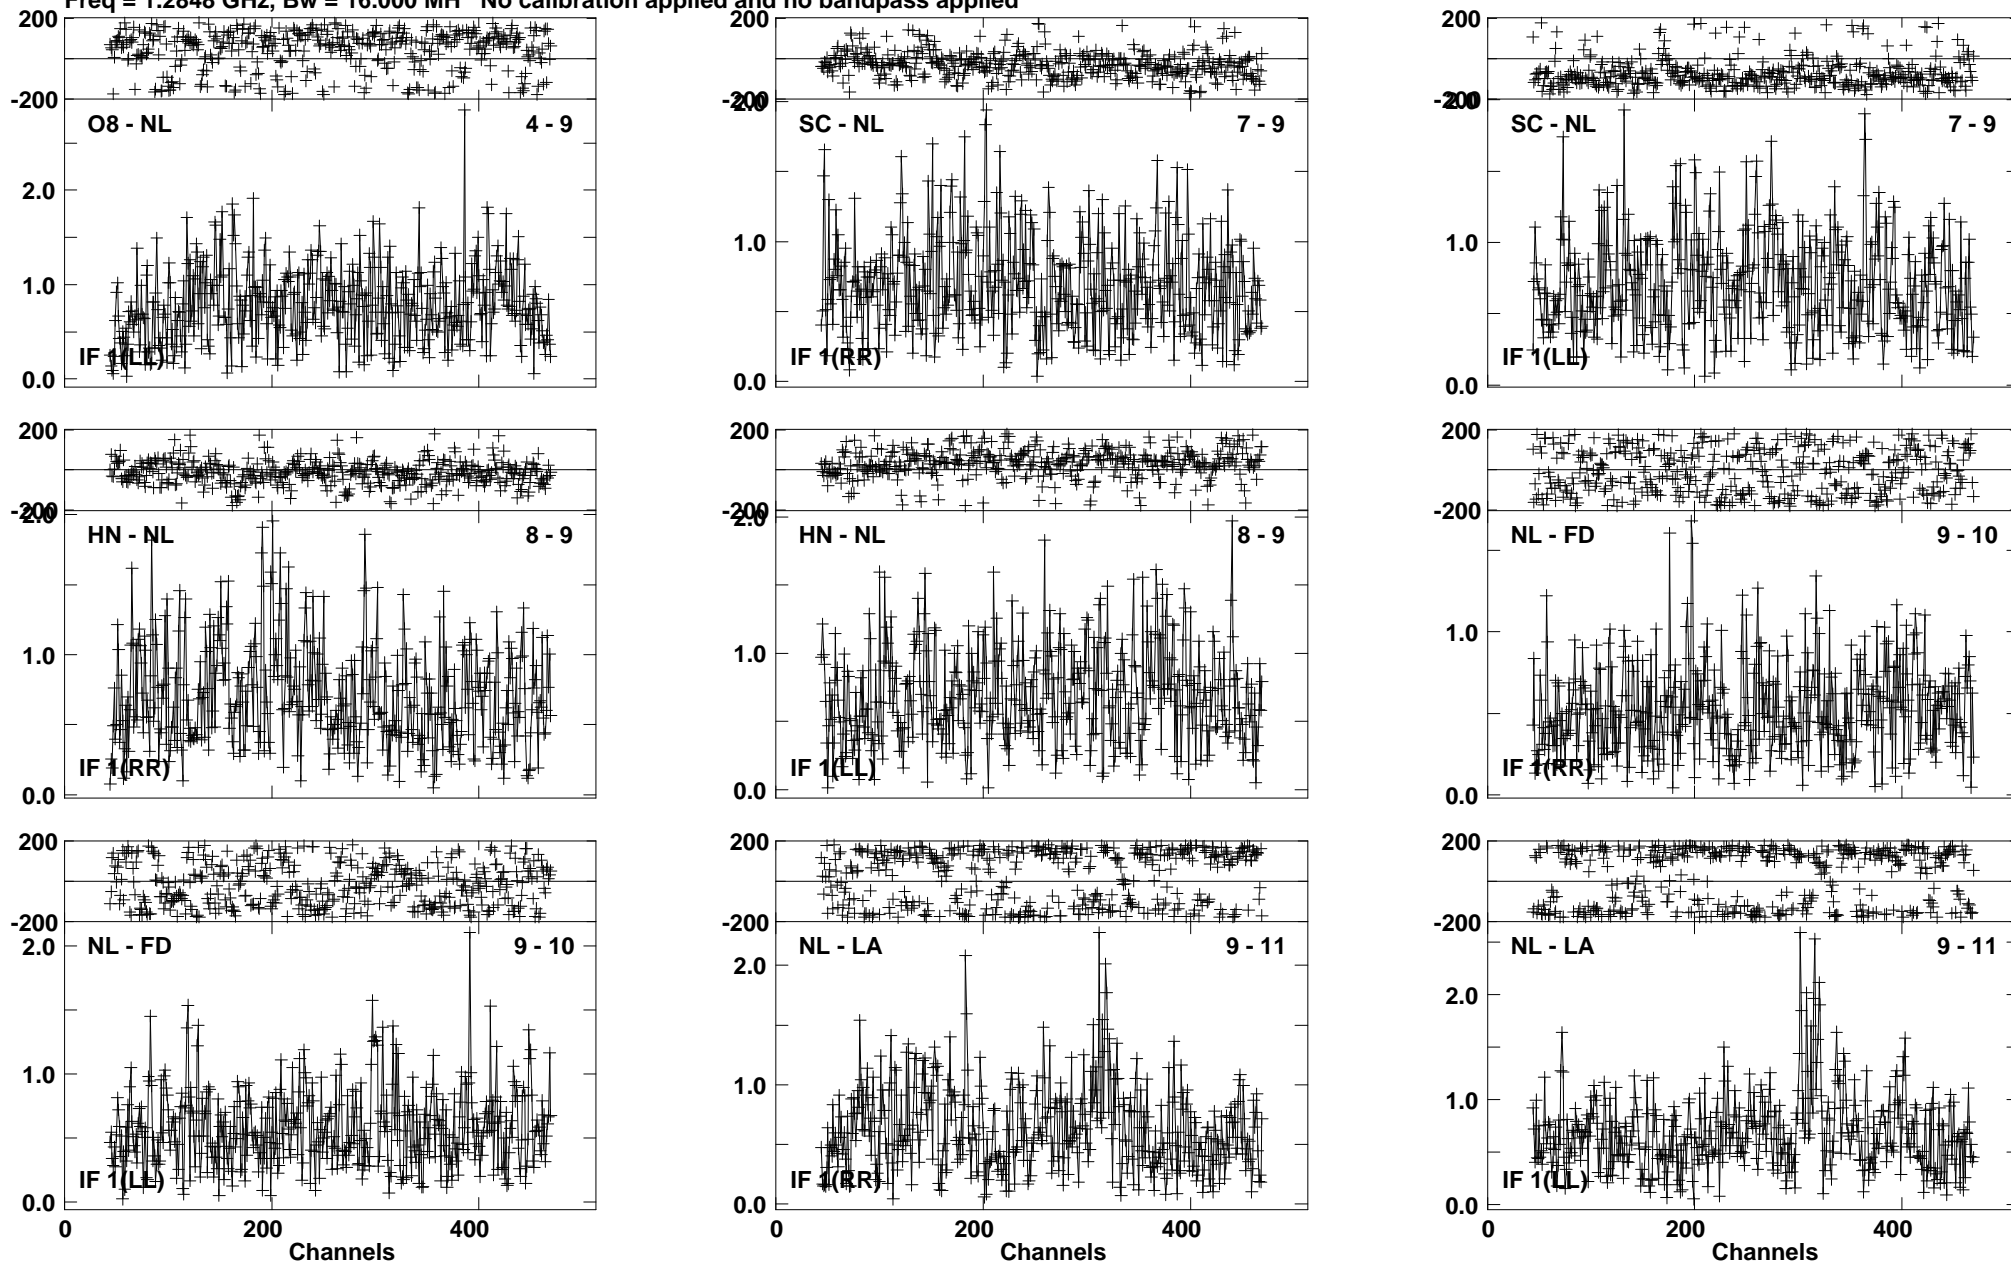 Freq = 1.2848 GHz, Bw = 16.000 MH   No calibration applied and no bandpass applied
200
-200
O8 - NL 4 - 9
2.0
1.0
0.0
IF 1(LL)
200
-200
2.0
SC - NL 7 - 9
1.0
0.0
IF 1(RR)
200
-200
2.0
SC - NL 7 - 9
1.0
0.0
IF 1(LL)
200
-200
2.0
HN - NL 8 - 9
1.0
0.0
IF 1(RR)
200
-200
2.0
HN - NL 8 - 9
1.0
0.0
IF 1(LL)
200
-200
NL - FD 9 - 10
1.0
0.0
IF 1(RR)
200
-200
NL - FD 9 - 10
2.0
1.0
0.0
IF 1(LL)
0 200 400
Channels
200
-200
NL - LA 9 - 11
2.0
1.0
0.0
IF 1(RR)
0 200 400
Channels
200
-200
NL - LA 9 - 11
2.0
1.0
0.0
IF 1(LL)
0 200 400
Channels